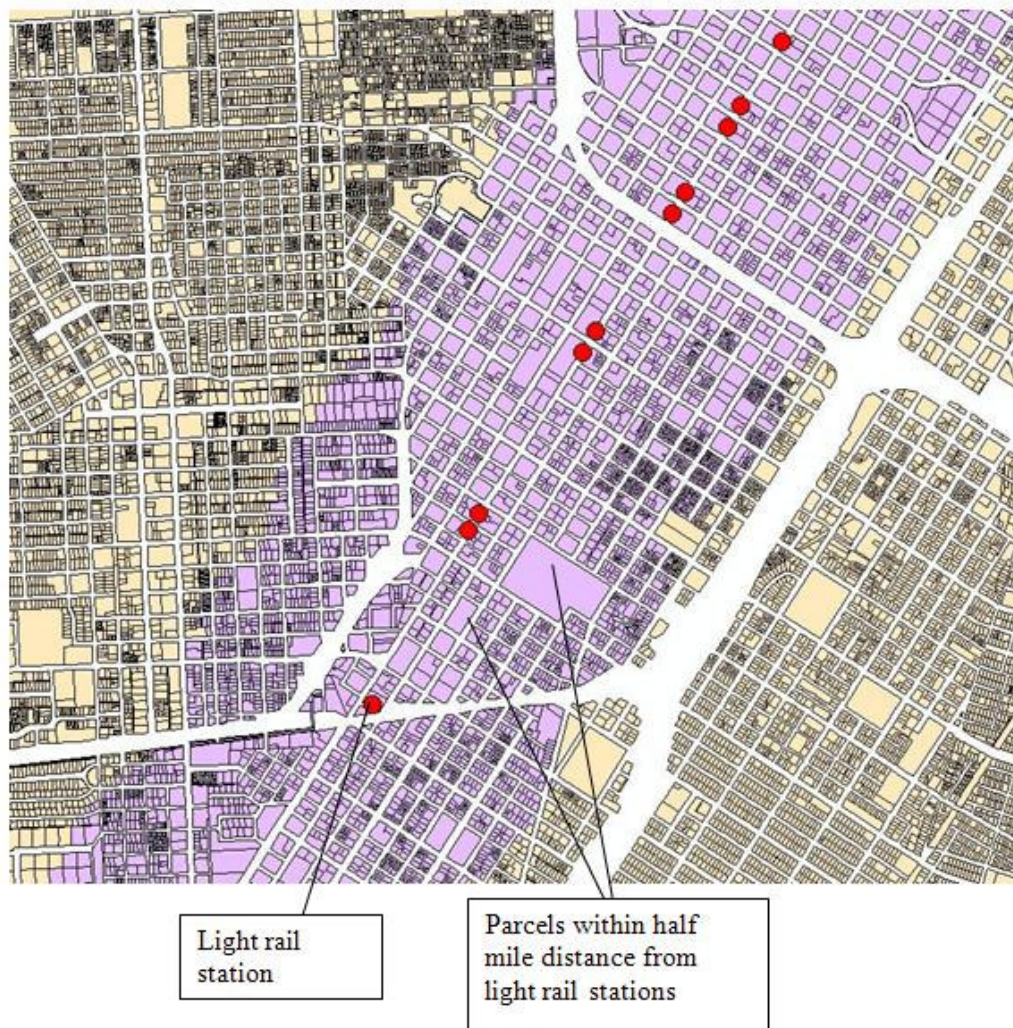 Light rail
station
Parcels within half
mile distance from
light rail stations